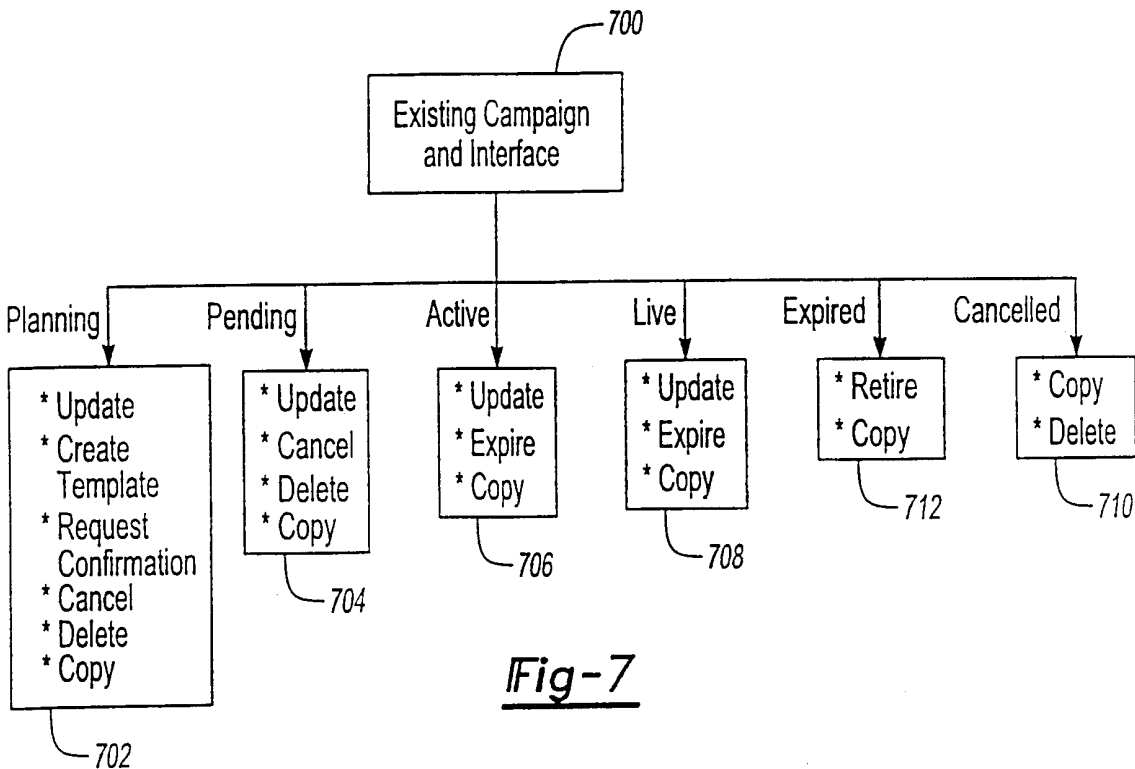 700
Existing Campaign
and Interface
Planning
Pending
Active
Live
Expired
Cancelled
* Update
* Create
Template
* Request
Confirmation
* Cancel
* Delete
* Copy
702
* Update
* Cancel
* Delete
* Copy
704
* Update
* Expire
* Copy
706
* Update
* Expire
* Copy
708
* Retire
* Copy
712
* Copy
* Delete
710
Fig-7